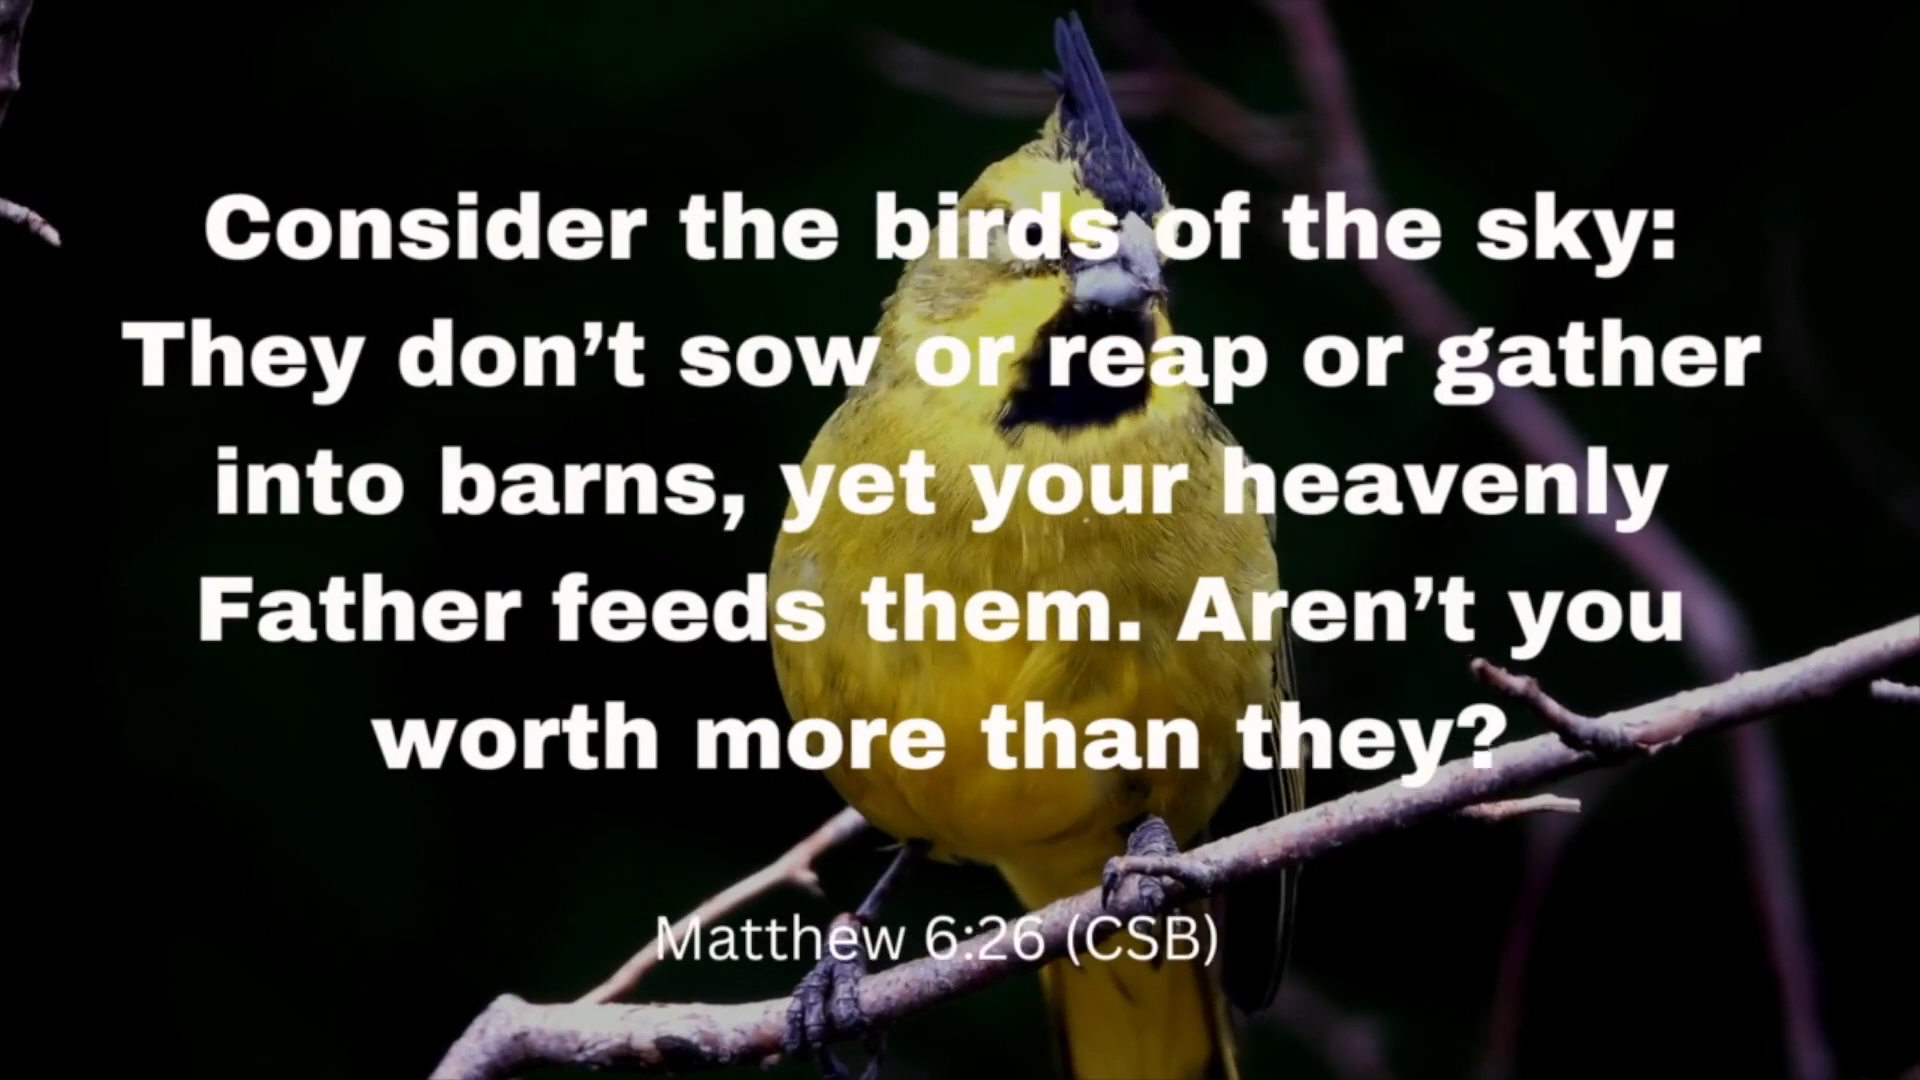 Consider the birds of the sky:
They don’t sow or reap or gather
into barns, yet your heavenly
Father feeds them. Aren’t you
worth more than they?
Matthew 6:26 (CSB)